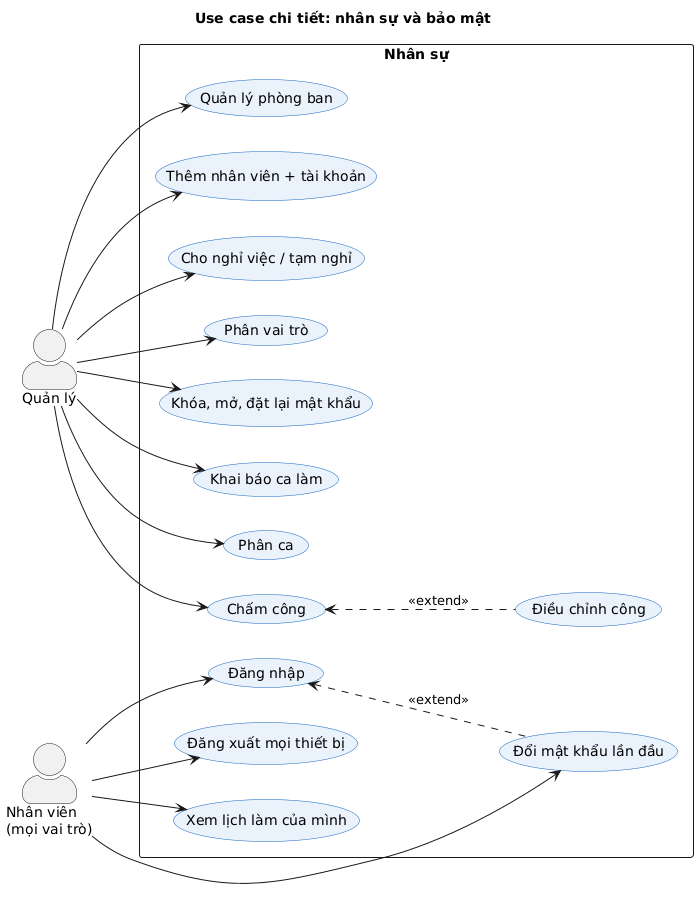 Use case chi tiết: nhân sự và bảo mật
Nhân sự
Quản lý phòng ban
Thêm nhân viên + tài khoản
Cho nghỉ việc / tạm nghỉ
Phân vai trò
Quản lý
Khóa, mở, đặt lại mật khẩu
Khai báo ca làm
Phân ca
Chấm công
«extend»
Điều chỉnh công
Đăng nhập
«extend»
Đổi mật khẩu lần đầu
Đăng xuất mọi thiết bị
Nhân viên
(mọi vai trò)
Xem lịch làm của mình